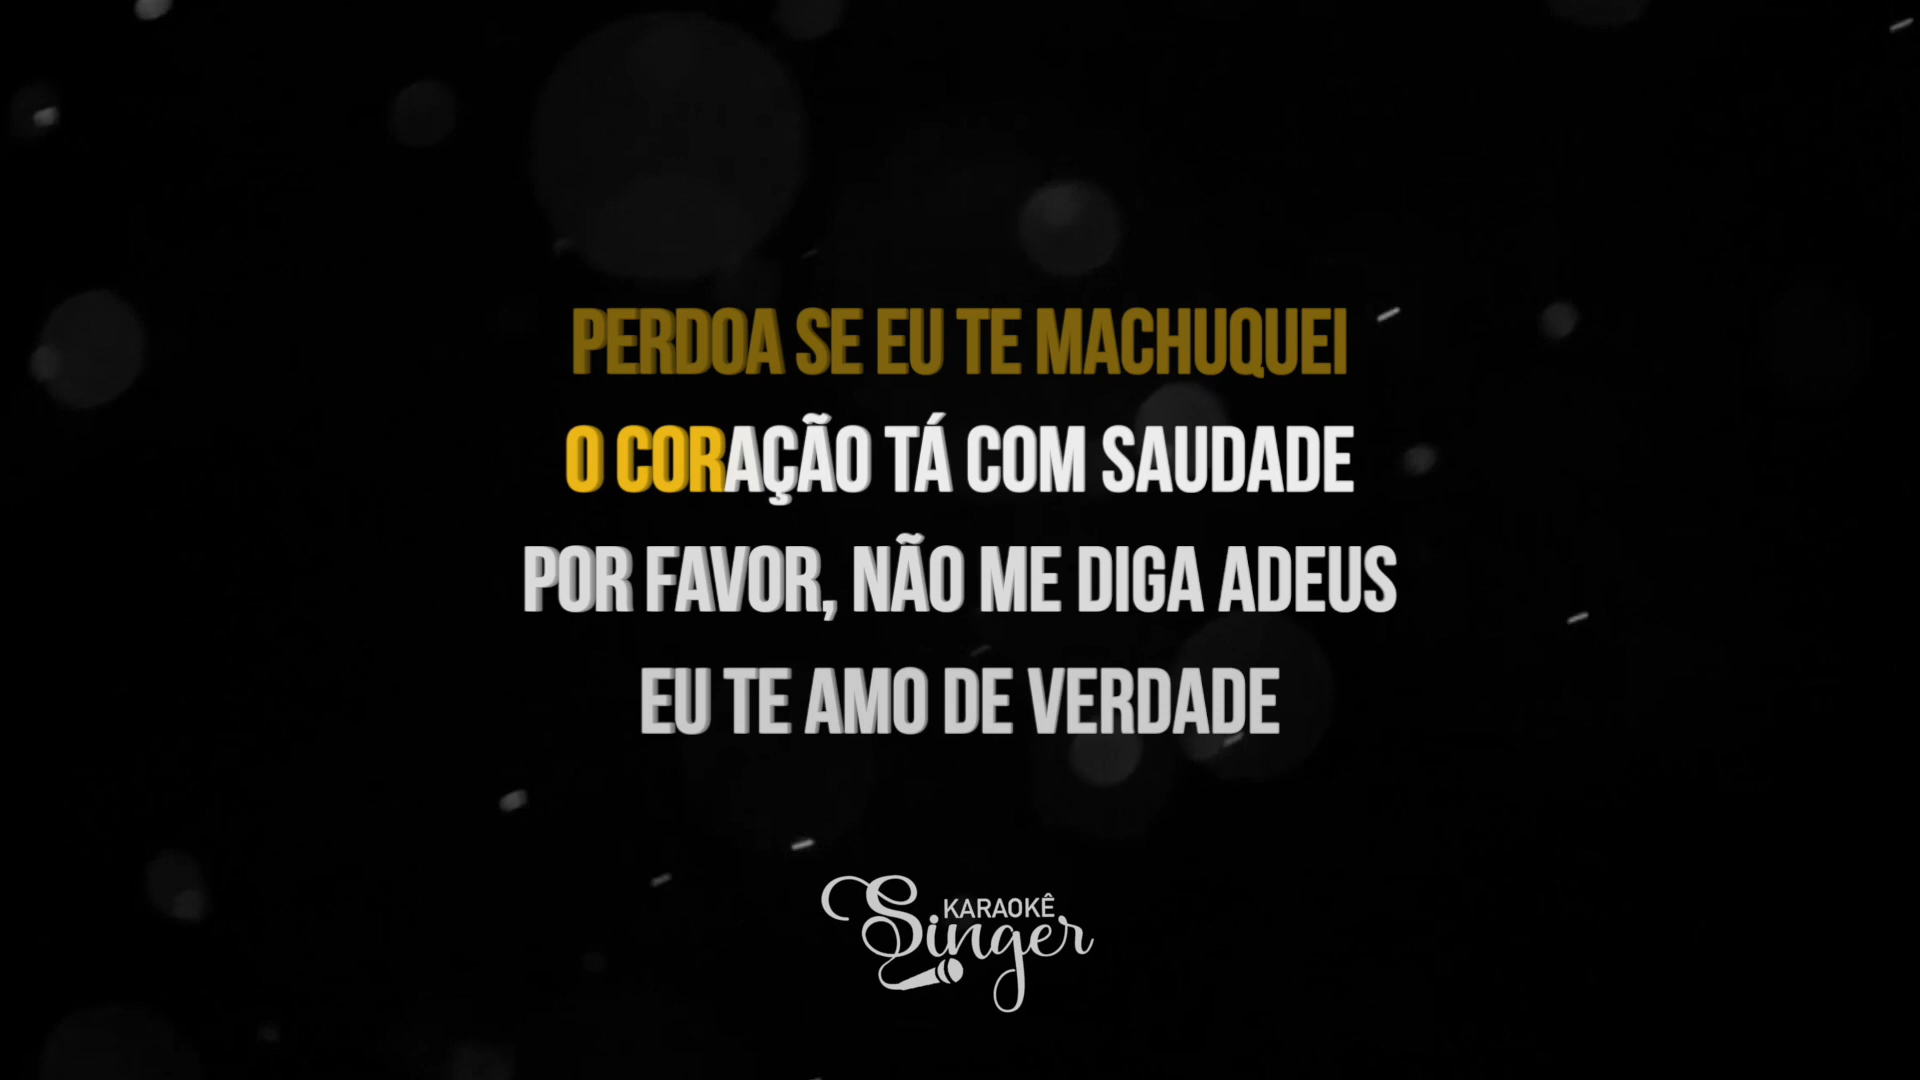 PERDOA SE EU TE MACHUQUEI
O CORAÇÃO TÁ COM SAUDADE
POR FAVOR, NÃO ME DIGA ADEUS
EU TE AMO DE VERDADE
KARAOKÊ
Singer